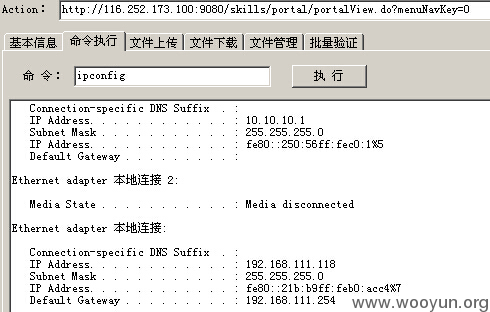 Action: http://116.252.173.100:9080/skills/portal/portalView.do?menuNavKey=0
基本信息 命令执行 文件上传 文件下载 文件管理 批量验证
命 令: ipconfig 执 行
Connection-specific DNS Suffix . :
IP Address. . . . . . . . . . . . : 10.10.10.1
Subnet Mask . . . . . . . . . . . : 255.255.255.0
IP Address. . . . . . . . . . . . : fe80::250:56ff:fec0:1%5
Default Gateway . . . . . . . . . :
Ethernet adapter 本地连接 2:
Media State . . . . . . . . . . . : Media disconnected
Ethernet adapter 本地连接:
Connection-specific DNS Suffix . :
IP Address. . . . . . . . . . . . : 192.168.111.118
Subnet Mask . . . . . . . . . . . : 255.255.255.0
IP Address. . . . . . . . . . . . : fe80::21b:b9ff:feb0:acc4%7
Default Gateway . . . . . . . . . : 192.168.111.254
www.wooyun.org